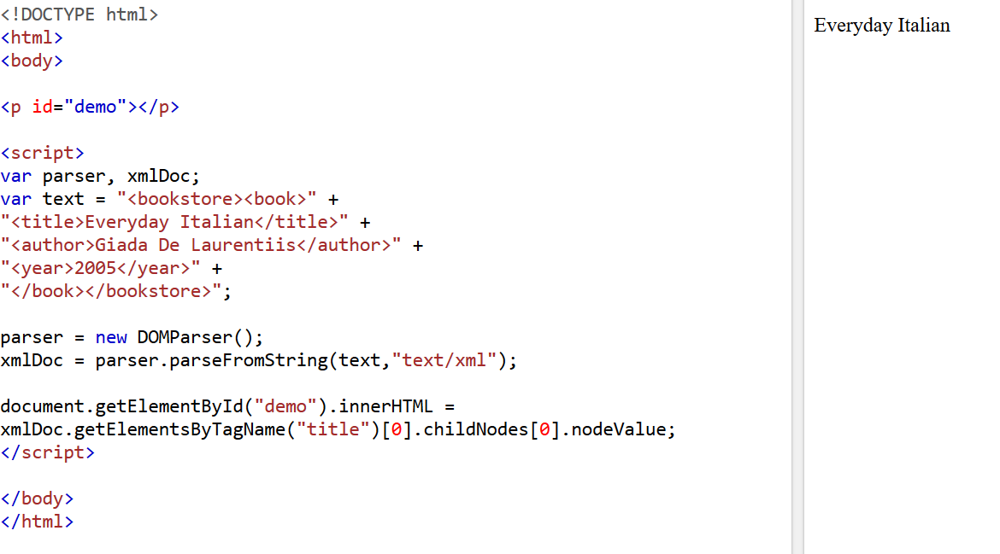 <!DOCTYPE html>
<html>
<body>
<p id="demo"></p>
<script>
var parser, xmlDoc;
var text = "<bookstore><book>" +
"<title>Everyday Italian</title>" +
"<author>Giada De Laurentiis</author>" +
"<year>2005</year>" +
"</book></bookstore>";
parser = new DOMParser();
xmlDoc = parser.parseFromString(text,"text/xml");
document.getElementById("demo").innerHTML =
xmlDoc.getElementsByTagName("title")[0].childNodes[0].nodeValue;
</script>
</body>
</html>
Everyday Italian